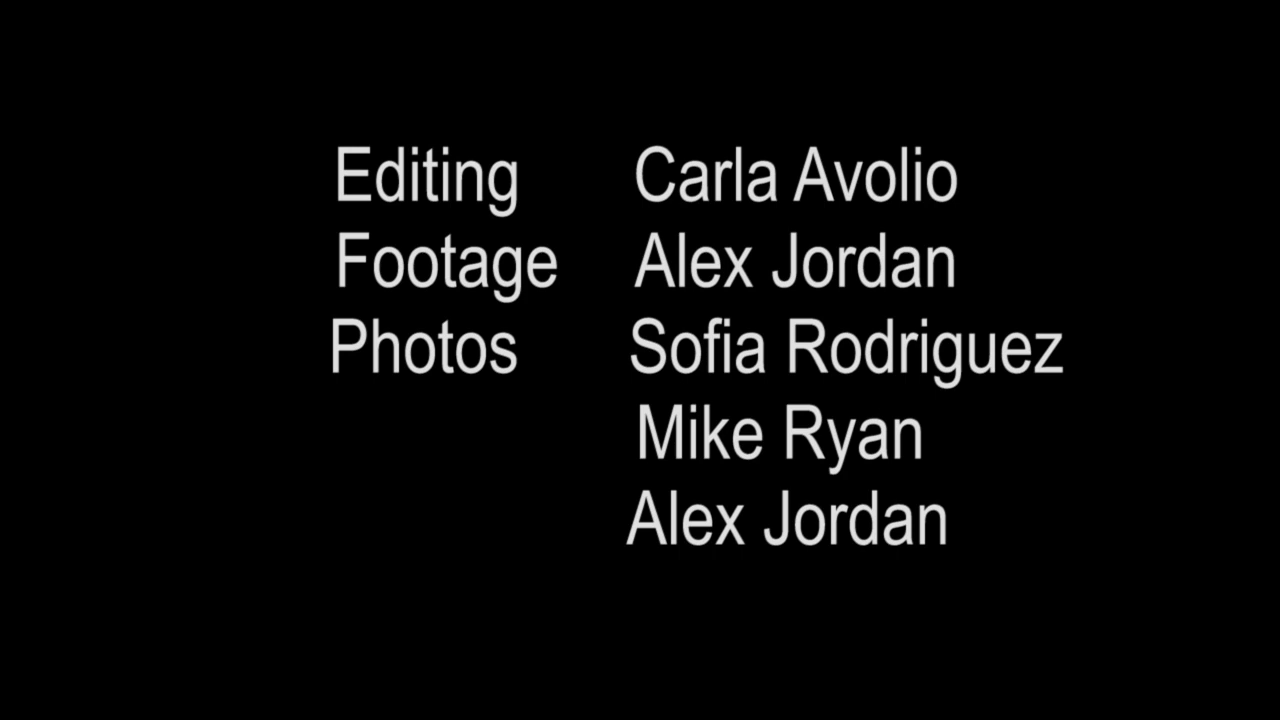 Editing Carla Avolio
Footage Alex Jordan
Photos Sofia Rodriguez
Mike Ryan
Alex Jordan